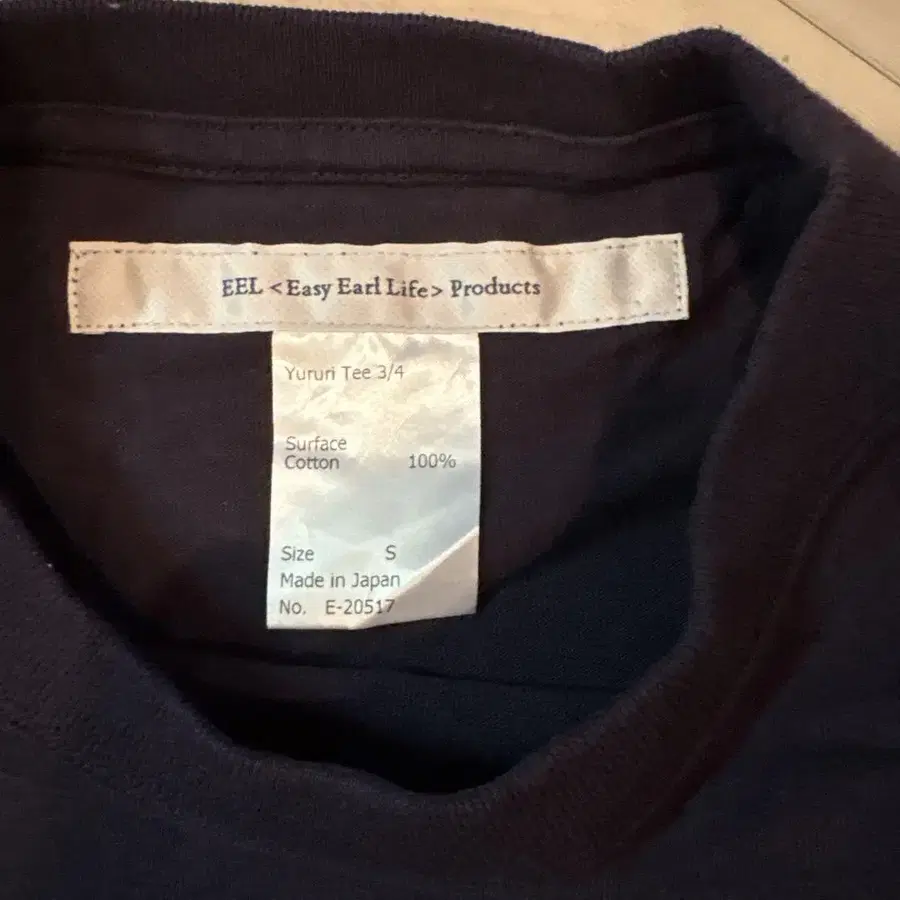 EEL <Easy Earl Life> Products
Yururi Tee 3/4
Surface
Cotton 100%
Size S
Made in Japan
No. E-20517